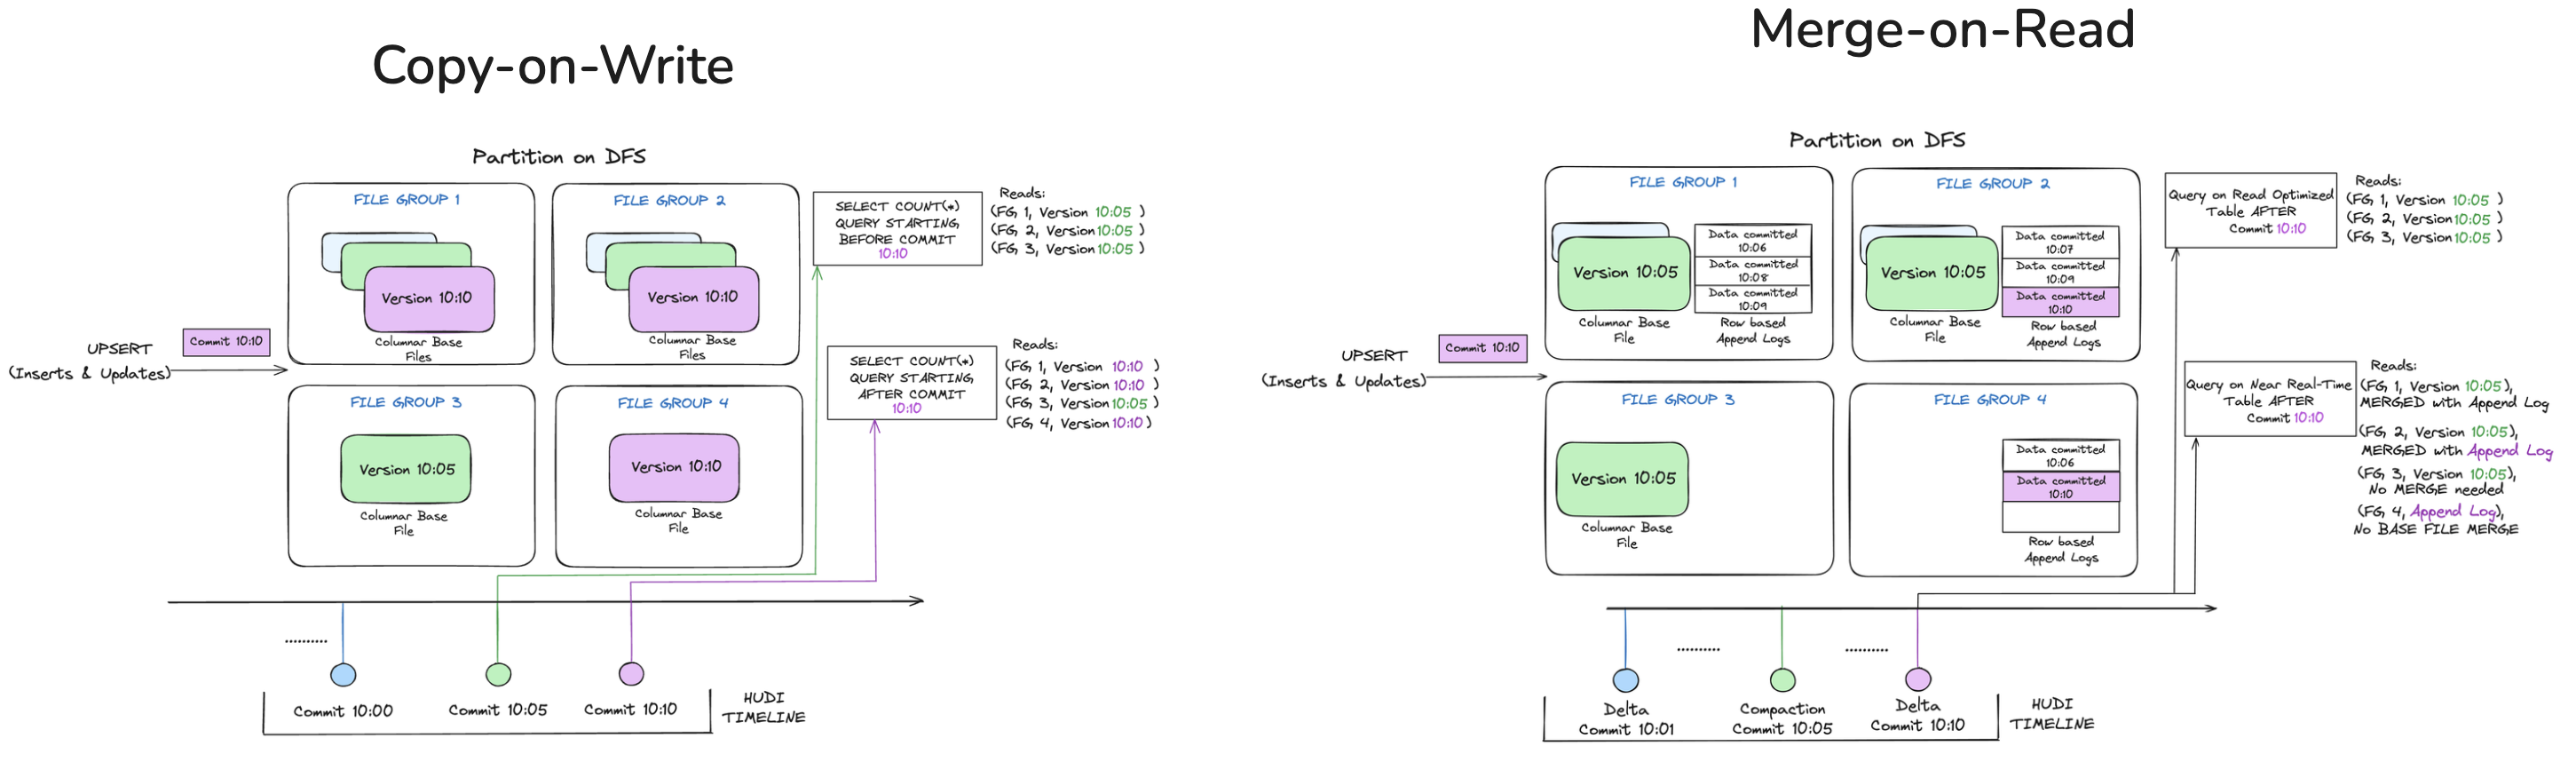 Copy-on-Write
Partition on DFS
FILE GROUP 1
Version 10:10
Columnar Base
Files
FILE GROUP 2
Version 10:10
Columnar Base
Files
SELECT COUNT(*)
QUERY STARTING
BEFORE COMMIT
10:10
Reads:
(FG 1, Version 10:05 )
(FG 2, Version 10:05 )
(FG 3, Version 10:05 )
UPSERT
(Inserts & Updates)
Commit 10:10
FILE GROUP 3
Version 10:05
Columnar Base
File
FILE GROUP 4
Version 10:10
Columnar Base
File
SELECT COUNT(*)
QUERY STARTING
AFTER COMMIT
10:10
Reads:
(FG 1, Version 10:10 )
(FG 2, Version 10:10 )
(FG 3, Version 10:05 )
(FG 4, Version 10:10 )
..........
Commit 10:00
Commit 10:05
Commit 10:10
HUDI
TIMELINE
Merge-on-Read
Partition on DFS
FILE GROUP 1
Version 10:05
Columnar Base
File
Data committed
10:06
Data committed
10:08
Data committed
10:09
Row based
Append Logs
FILE GROUP 2
Version 10:05
Columnar Base
File
Data committed
10:07
Data committed
10:09
Data committed
10:10
Row based
Append Logs
Query on Read Optimized
Table AFTER
Commit 10:10
Reads:
(FG 1, Version 10:05 )
(FG 2, Version 10:05 )
(FG 3, Version 10:05 )
UPSERT
(Inserts & Updates)
Commit 10:10
FILE GROUP 3
Version 10:05
Columnar Base
File
FILE GROUP 4
Data committed
10:06
Data committed
10:10
Row based
Append Logs
Query on Near Real-Time
Table AFTER
Commit 10:10
Reads:
(FG 1, Version 10:05),
MERGED with Append Log
(FG 2, Version 10:05),
MERGED with Append Log
(FG 3, Version 10:05),
No MERGE needed
(FG 4, Append Log),
No BASE FILE MERGE
..........
..........
Delta
Commit 10:01
Compaction
Commit 10:05
Delta
Commit 10:10
HUDI
TIMELINE